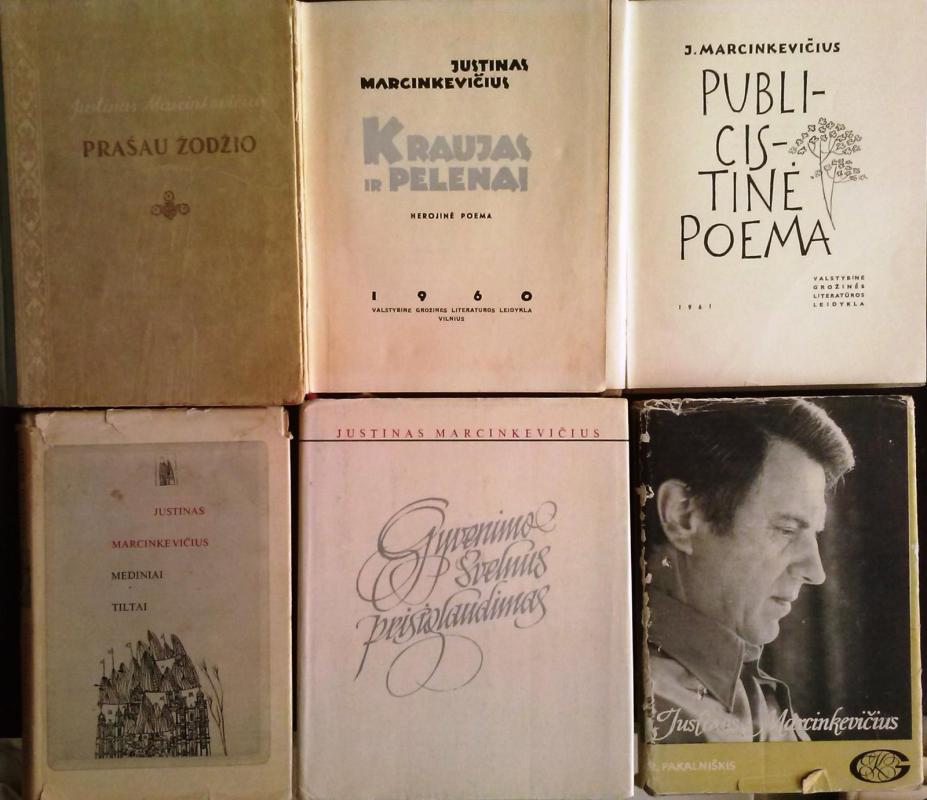 Justinas Marcinkevičius
PRAŠAU ŽODŽIO
JUSTINAS
MARCINKEVIČIUS
KRAUJAS
IR PELENAI
HEROJINĖ POEMA
1960
VALSTYBINĖ GROŽINĖS LITERATŪROS LEIDYKLA
VILNIUS
J. MARCINKEVIČIUS
PUBLI-
CIS-
TINĖ
POEMA
VALSTYBINĖ
GROŽINĖS
LITERATŪROS
LEIDYKLA
1961
JUSTINAS
MARCINKEVIČIUS
MEDINIAI
TILTAI
JUSTINAS MARCINKEVIČIUS
Gyvenimo
švelnus
prisiglaudimas
Justinas Marcinkevičius
PAKALNIŠKIS